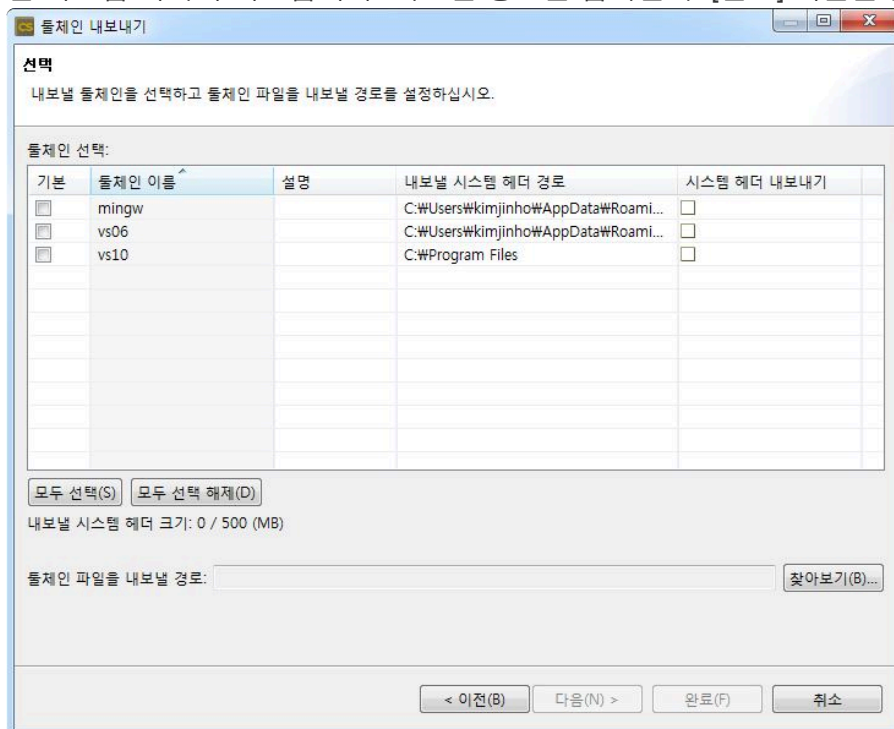 툴체인 내보내기
선택
내보낼 툴체인을 선택하고 툴체인 파일을 내보낼 경로를 설정하십시오.
툴체인 선택:
기본 툴체인 이름 설명 내보낼 시스템 헤더 경로 시스템 헤더 내보내기
mingw C:₩Users₩kimjinho₩AppData₩Roami...
vs06 C:₩Users₩kimjinho₩AppData₩Roami...
vs10 C:₩Program Files
모두 선택(S) 모두 선택 해제(D)
내보낼 시스템 헤더 크기: 0 / 500 (MB)
툴체인 파일을 내보낼 경로: 찾아보기(B)...
< 이전(B) 다음(N) > 완료(F) 취소